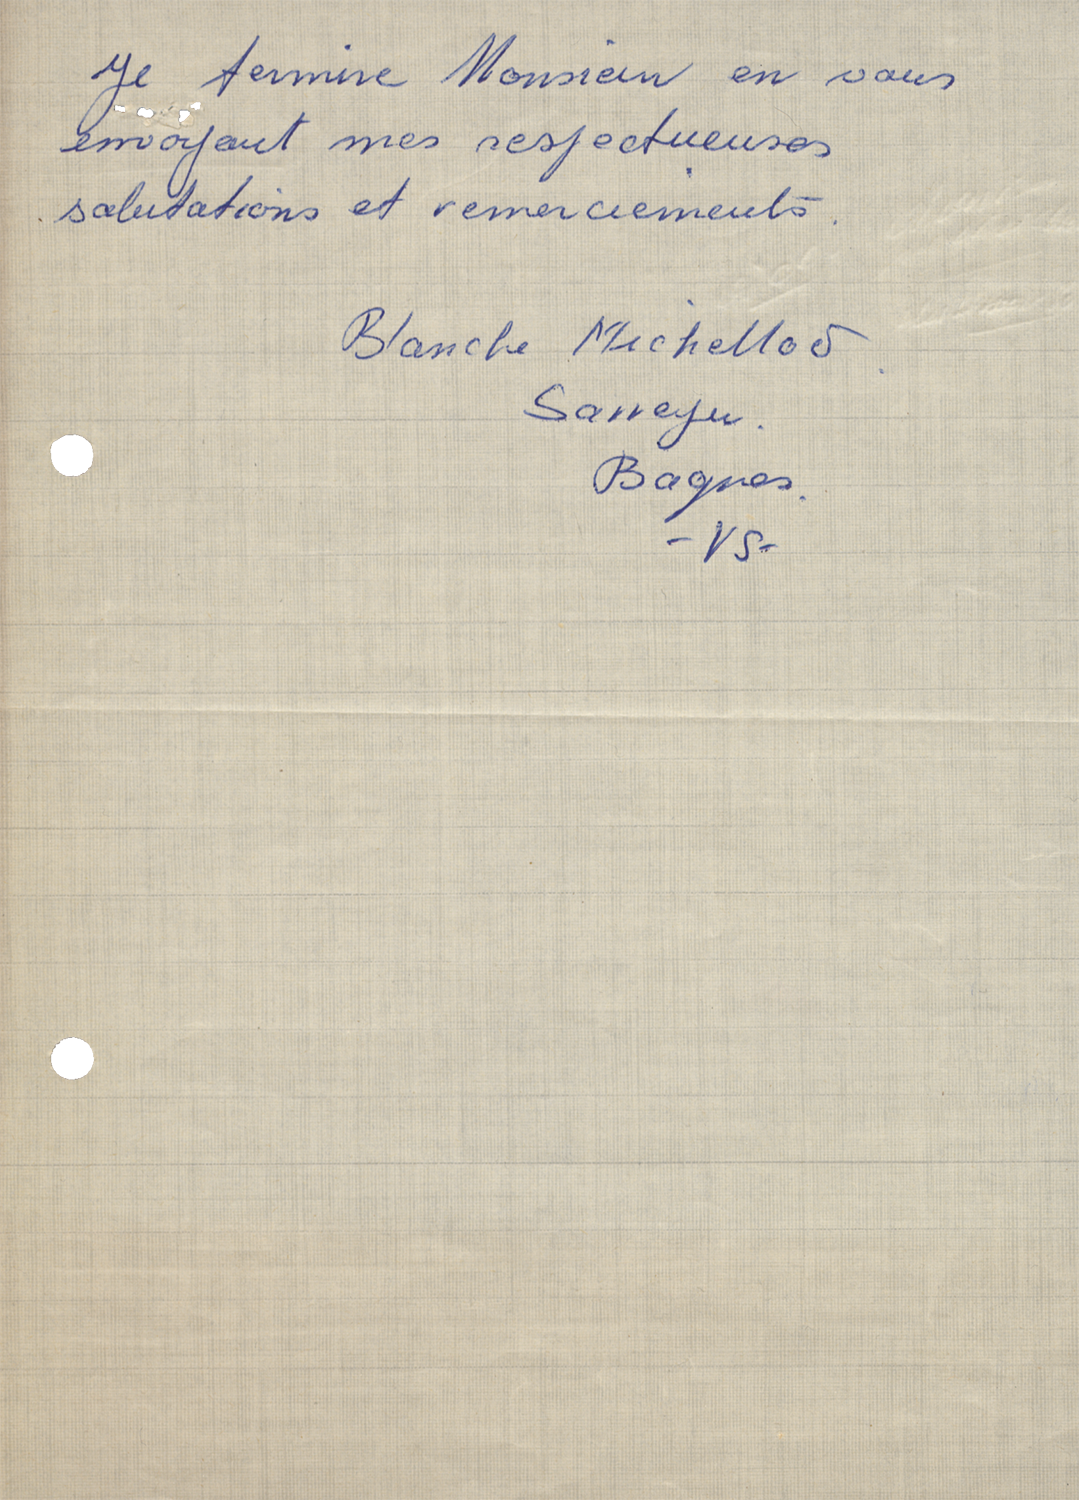 Je termine Monsieur en vous
envoyant mes respectueuses
salutations et remerciements.
Blanche Michellod.
Sarreyer.
Bagnes.
- VS-